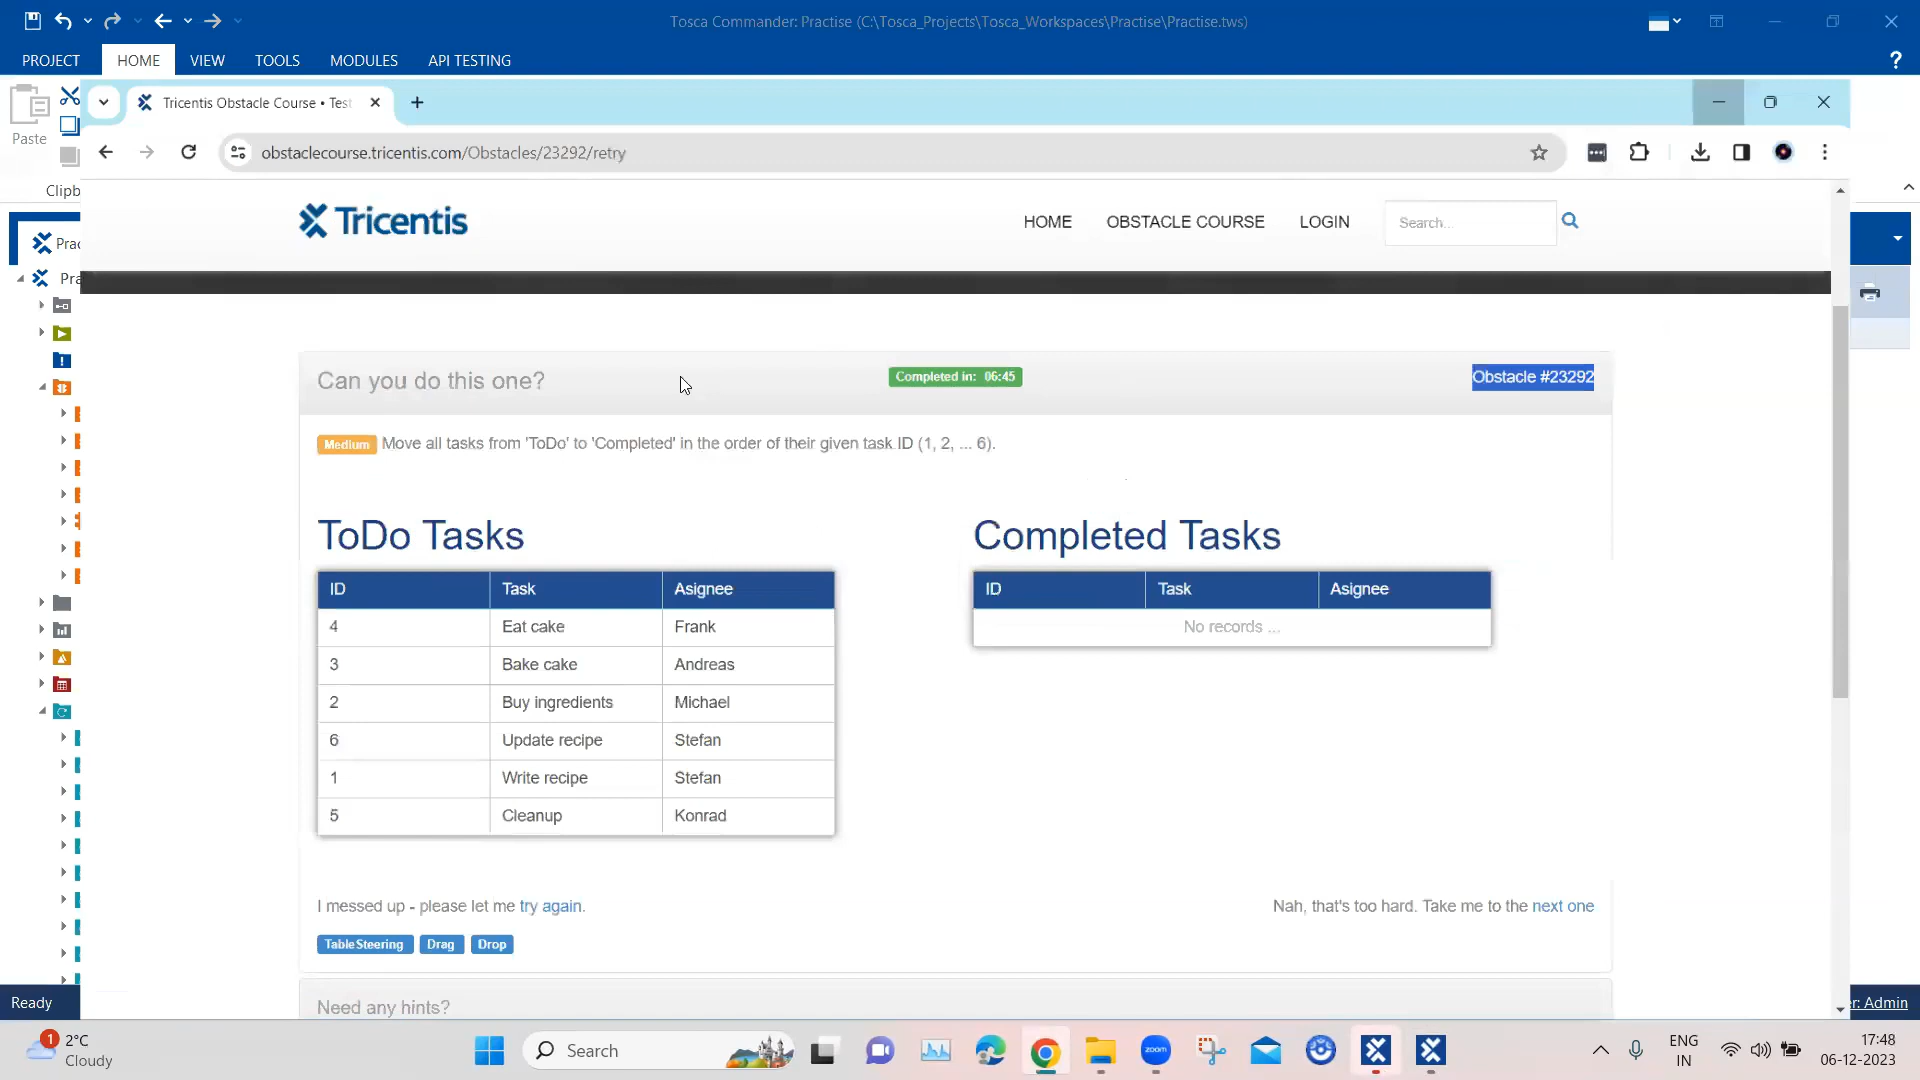 Tosca Commander: Practise (C:\Tosca_Projects\Tosca_Workspaces\Practise\Practise.tws)
PROJECT HOME VIEW TOOLS MODULES API TESTING ?
Tricentis Obstacle Course • Test
Paste
obstaclecourse.tricentis.com/Obstacles/23292/retry
Clipb
Tricentis HOME OBSTACLE COURSE LOGIN Search...
Prac
Pra
Can you do this one? Completed in: 06:45 Obstacle #23292
Medium Move all tasks from 'ToDo' to 'Completed' in the order of their given task ID (1, 2, ... 6).
ToDo Tasks Completed Tasks
ID Task Asignee ID Task Asignee
4 Eat cake Frank No records ...
3 Bake cake Andreas
2 Buy ingredients Michael
6 Update recipe Stefan
1 Write recipe Stefan
5 Cleanup Konrad
I messed up - please let me try again. Nah, that's too hard. Take me to the next one
TableSteering Drag Drop
Need any hints?
Ready r: Admin
1 2°C Cloudy Search zoom ENG IN 17:48
06-12-2023